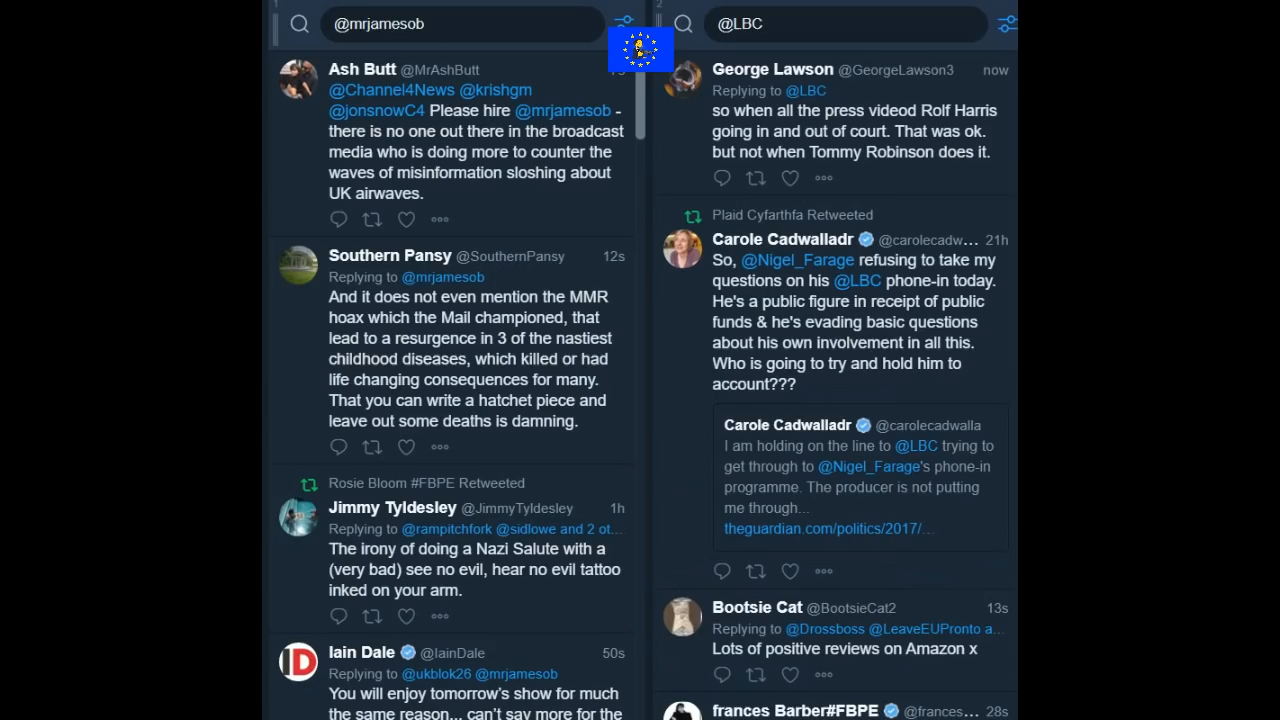 1
@mrjamesob
Ash Butt @MrAshButt
@Channel4News @krishgm
@jonsnowC4 Please hire @mrjamesob -
there is no one out there in the broadcast
media who is doing more to counter the
waves of misinformation sloshing about
UK airwaves.
Southern Pansy @SouthernPansy 12s
Replying to @mrjamesob
And it does not even mention the MMR
hoax which the Mail championed, that
lead to a resurgence in 3 of the nastiest
childhood diseases, which killed or had
life changing consequences for many.
That you can write a hatchet piece and
leave out some deaths is damning.
Rosie Bloom #FBPE Retweeted
Jimmy Tyldesley @JimmyTyldesley 1h
Replying to @rampitchfork @sidlowe and 2 ot...
The irony of doing a Nazi Salute with a
(very bad) see no evil, hear no evil tattoo
inked on your arm.
Iain Dale @IainDale 50s
Replying to @ukblok26 @mrjamesob
You will enjoy tomorrow's show for much
the same reason... can't say more for the
2
@LBC
George Lawson @GeorgeLawson3 now
Replying to @LBC
so when all the press videod Rolf Harris
going in and out of court. That was ok.
but not when Tommy Robinson does it.
Plaid Cyfarthfa Retweeted
Carole Cadwalladr @carolecadw... 21h
So, @Nigel_Farage refusing to take my
questions on his @LBC phone-in today.
He's a public figure in receipt of public
funds & he's evading basic questions
about his own involvement in all this.
Who is going to try and hold him to
account???
Carole Cadwalladr @carolecadwalla
I am holding on the line to @LBC trying to
get through to @Nigel_Farage's phone-in
programme. The producer is not putting
me through...
theguardian.com/politics/2017/...
Bootsie Cat @BootsieCat2 13s
Replying to @Drossboss @LeaveEUPronto a...
Lots of positive reviews on Amazon x
frances Barber#FBPE @frances... 28s